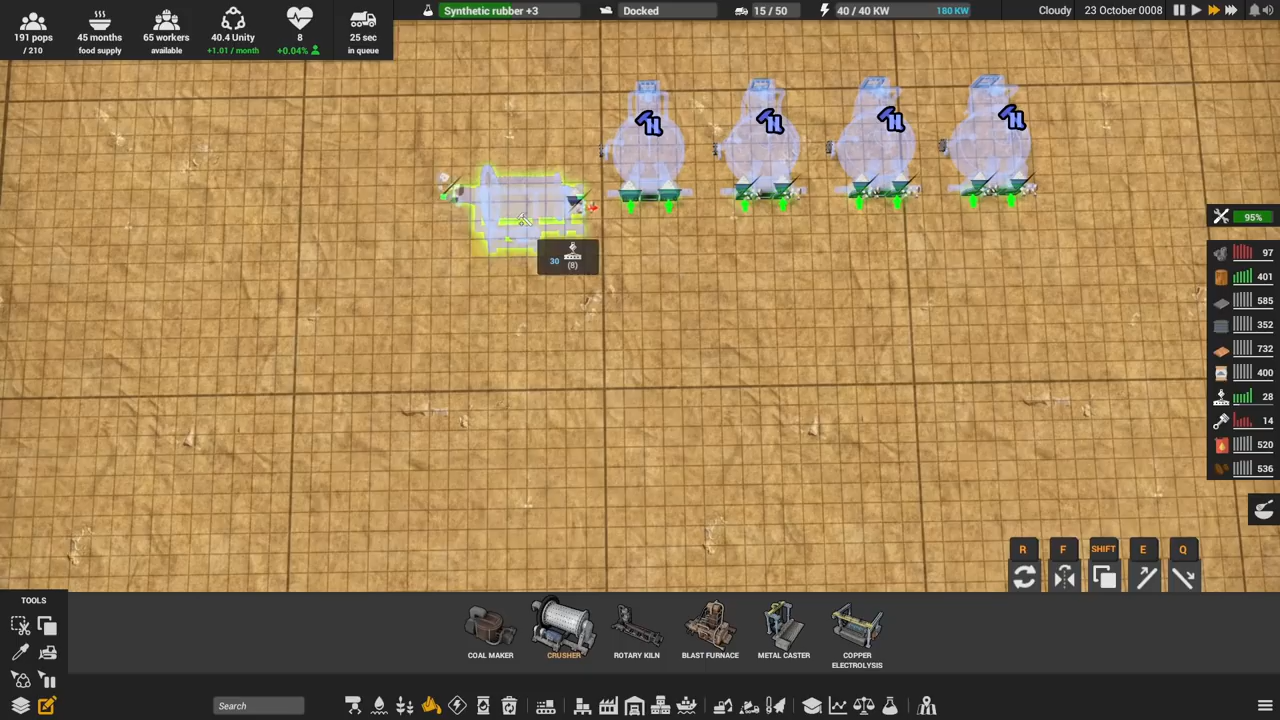 191 pops
/ 210
45 months
food supply
65 workers
available
40.4 Unity
+1.01 / month
8
+0.04%
25 sec
in queue
Synthetic rubber +3
Docked
15 / 50
40 / 40 KW
180 KW
Cloudy
23 October 0008
95%
97
401
585
352
732
400
28
14
520
536
30
(8)
R
F
SHIFT
E
Q
TOOLS
COAL MAKER
CRUSHER
ROTARY KILN
BLAST FURNACE
METAL CASTER
COPPER
ELECTROLYSIS
Search